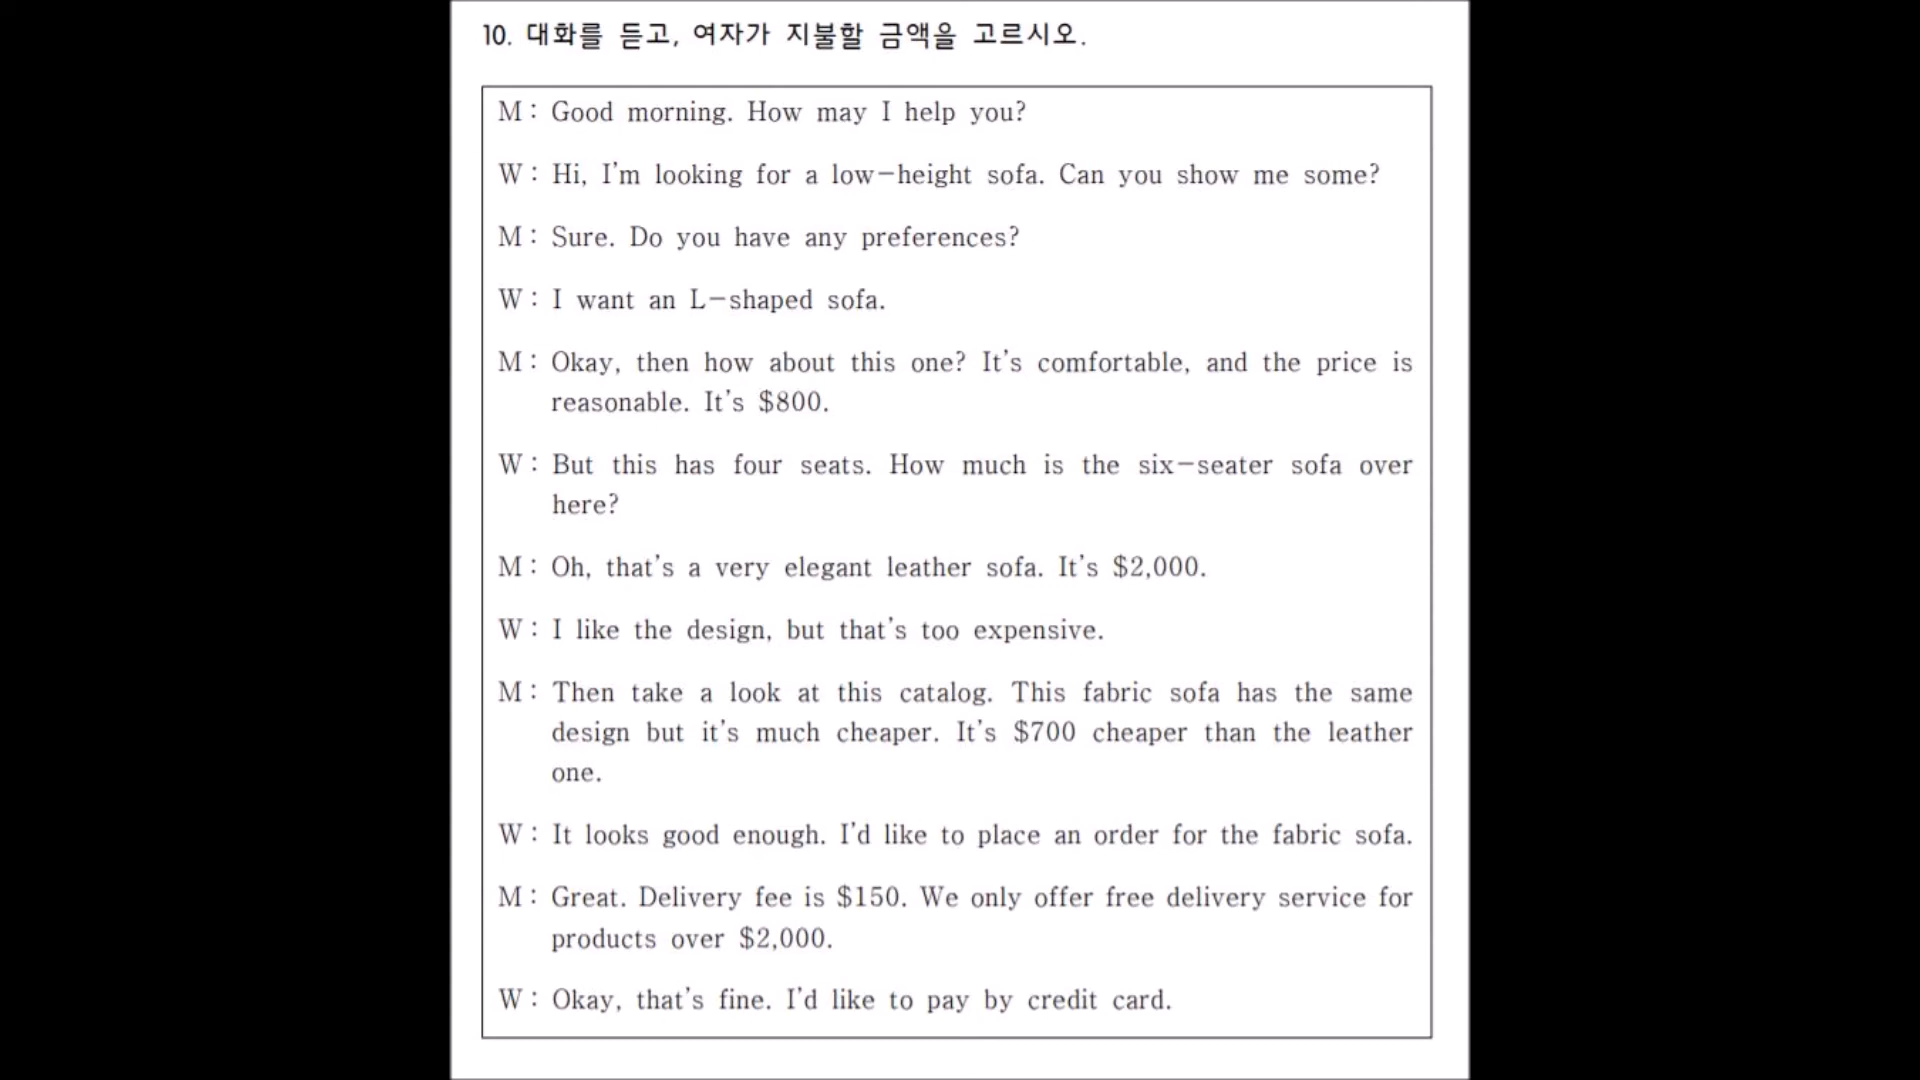 10. 대화를 듣고, 여자가 지불할 금액을 고르시오.
M: Good morning. How may I help you?
W: Hi, I'm looking for a low-height sofa. Can you show me some?
M: Sure. Do you have any preferences?
W: I want an L-shaped sofa.
M: Okay, then how about this one? It's comfortable, and the price is
reasonable. It's $800.
W: But this has four seats. How much is the six-seater sofa over
here?
M: Oh, that's a very elegant leather sofa. It's $2,000.
W: I like the design, but that's too expensive.
M: Then take a look at this catalog. This fabric sofa has the same
design but it's much cheaper. It's $700 cheaper than the leather
one.
W: It looks good enough. I'd like to place an order for the fabric sofa.
M: Great. Delivery fee is $150. We only offer free delivery service for
products over $2,000.
W: Okay, that's fine. I'd like to pay by credit card.